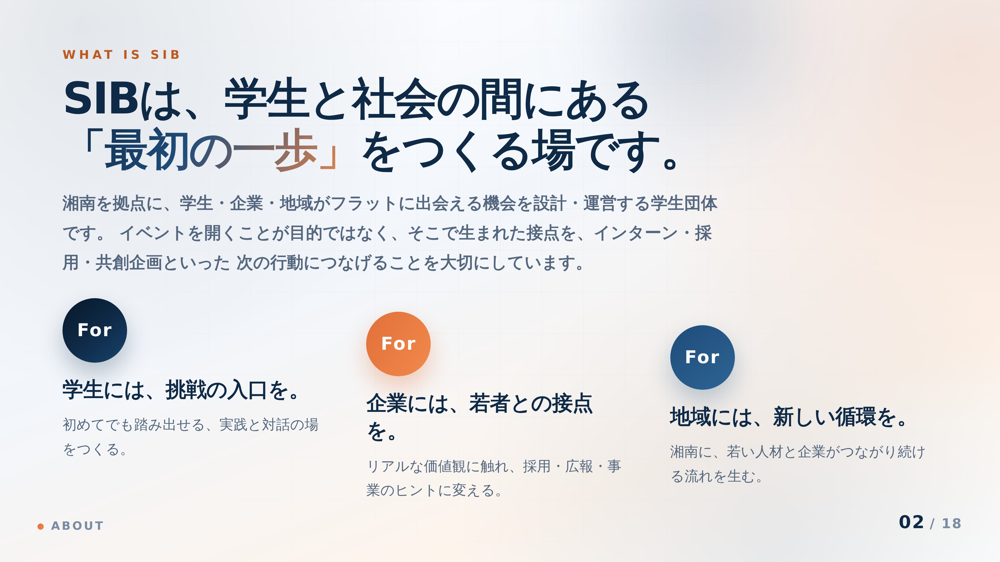 WHAT IS SIB
SIBは、学生と社会の間にある
「最初の一歩」をつくる場です。
湘南を拠点に、学生・企業・地域がフラットに出会える機会を設計・運営する学生団体
です。 イベントを開くことが目的ではなく、そこで生まれた接点を、インターン・採
用・共創企画といった 次の行動につなげることを大切にしています。
For
学生には、挑戦の入口を。
初めてでも踏み出せる、実践と対話の場
をつくる。
For
企業には、若者との接点
を。
リアルな価値観に触れ、採用・広報・事
業のヒントに変える。
For
地域には、新しい循環を。
湘南に、若い人材と企業がつながり続け
る流れを生む。
ABOUT
02 / 18